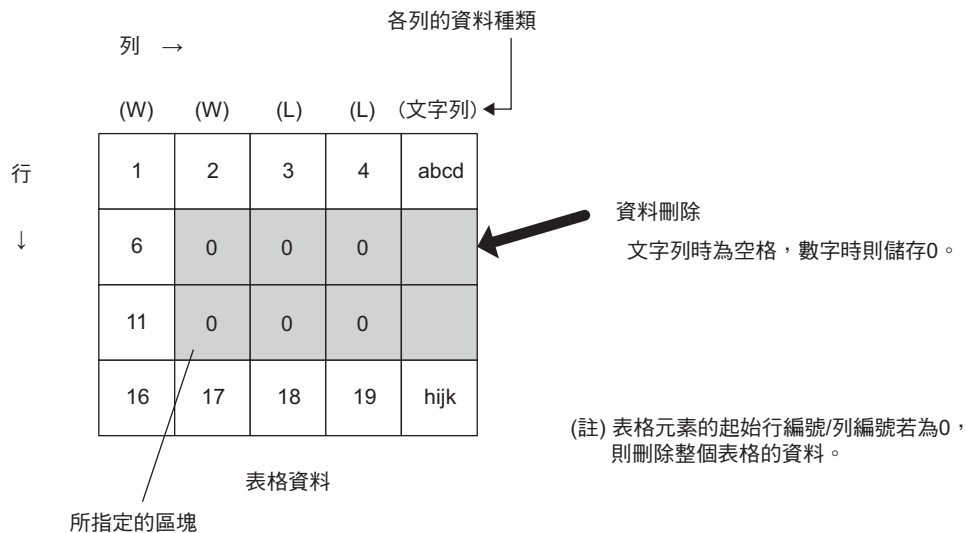 各列的資料種類
列 →
(W) (W) (L) (L) (文字列)
行
↓
1 2 3 4 abcd
6 0 0 0
11 0 0 0
16 17 18 19 hijk
資料刪除
文字列時為空格，數字時則儲存0。
(註) 表格元素的起始行編號/列編號若為0，
則刪除整個表格的資料。
表格資料
所指定的區塊